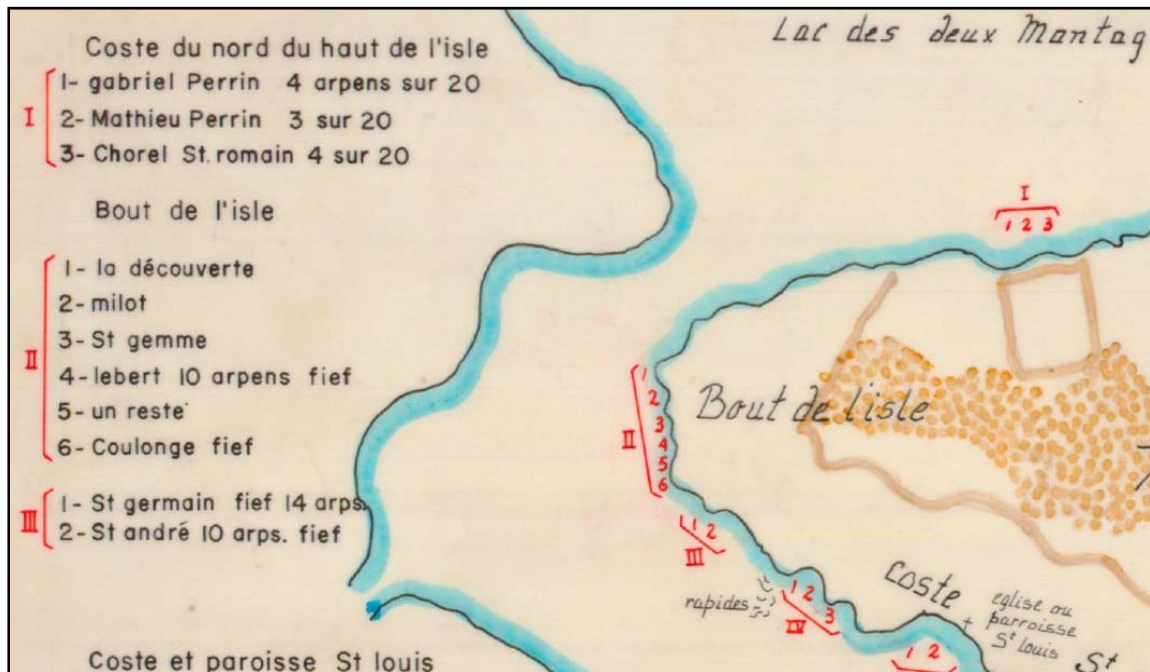 Coste du nord du haut de l'isle
I
1- gabriel Perrin 4 arpens sur 20
2- Mathieu Perrin 3 sur 20
3- Chorel St. romain 4 sur 20
Bout de l'isle
II
1- la découverte
2- milot
3- St gemme
4- lebert 10 arpens fief
5- un reste
6- Coulonge fief
III
1- St germain fief 14 arps.
2- St andré 10 arps. fief
Coste et paroisse St louis
Lac des deux Montag
I
1 2 3
Bout de l'isle
II
1
2
3
4
5
6
1 2
III
rapides
1 2 3
IV
Coste
eglise ou
parroisse
St louis
St
1 2